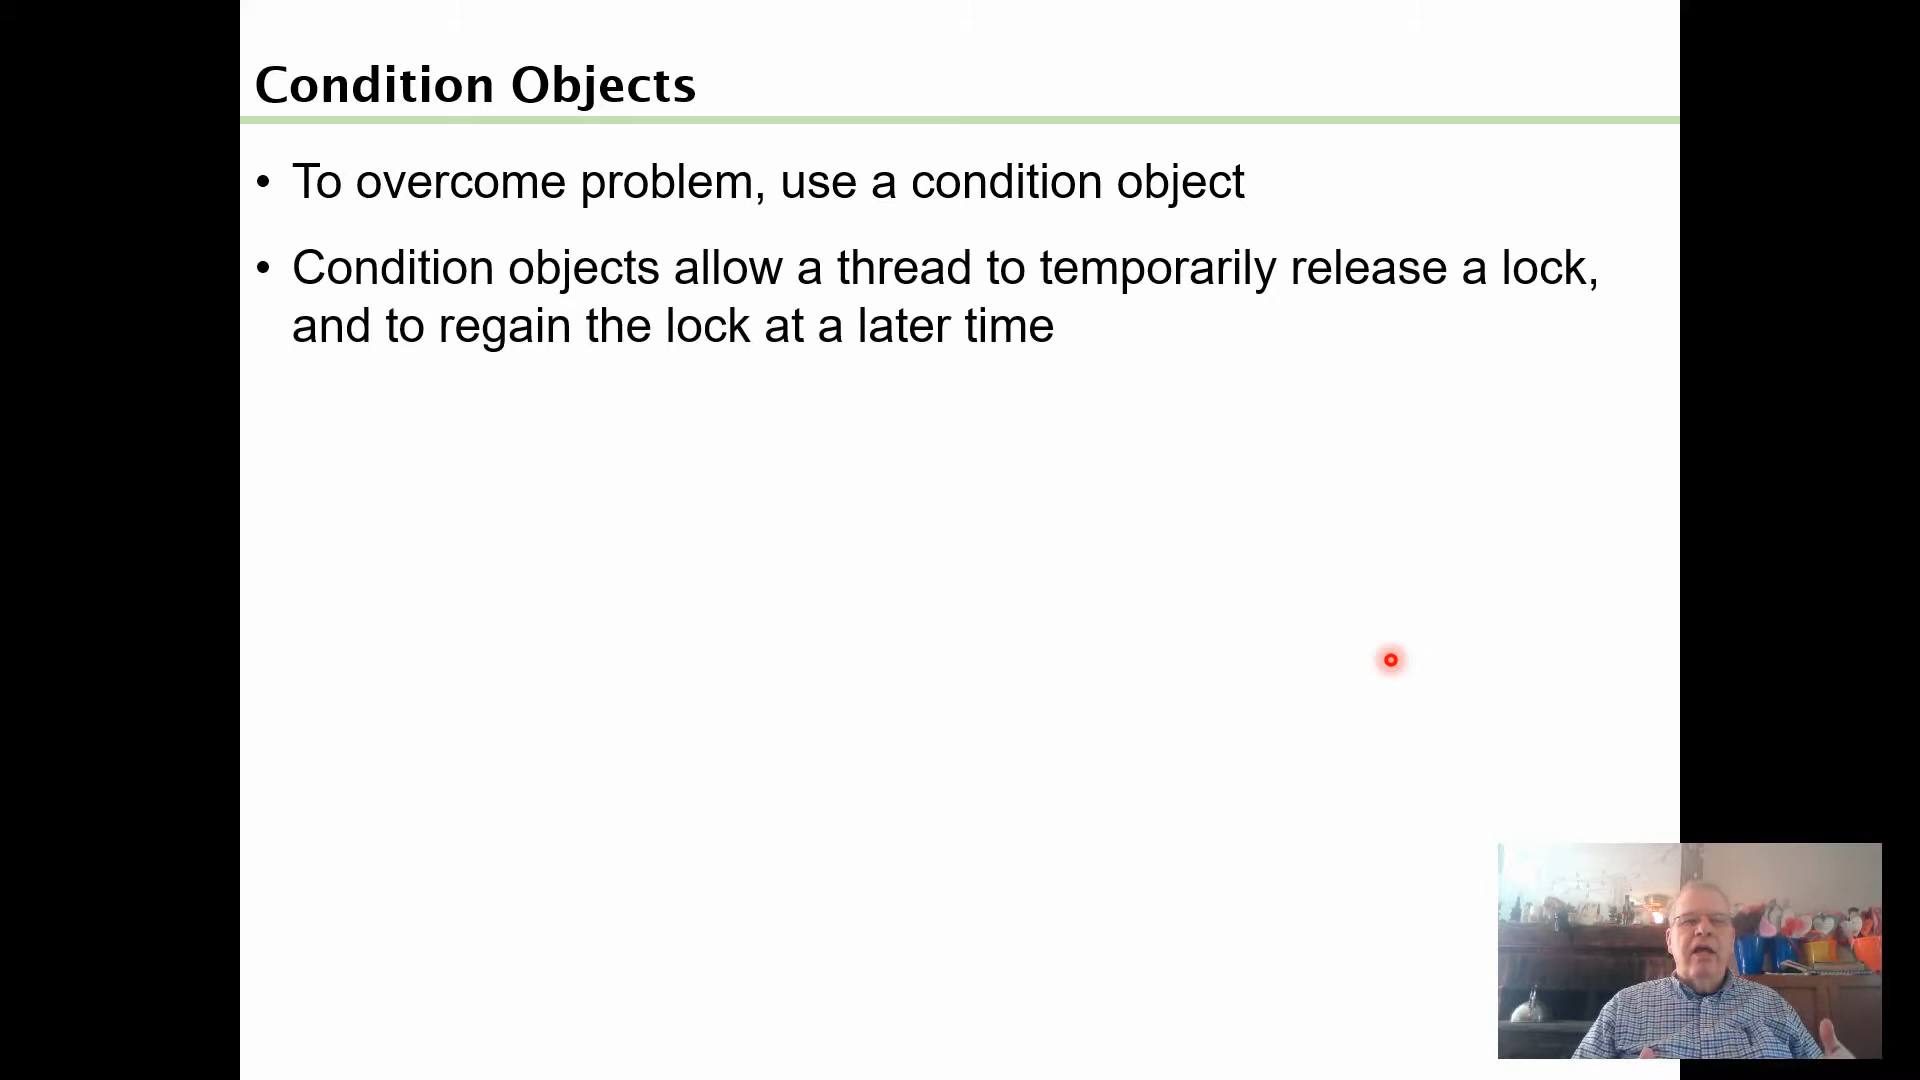 Condition Objects
• To overcome problem, use a condition object
• Condition objects allow a thread to temporarily release a lock,
and to regain the lock at a later time